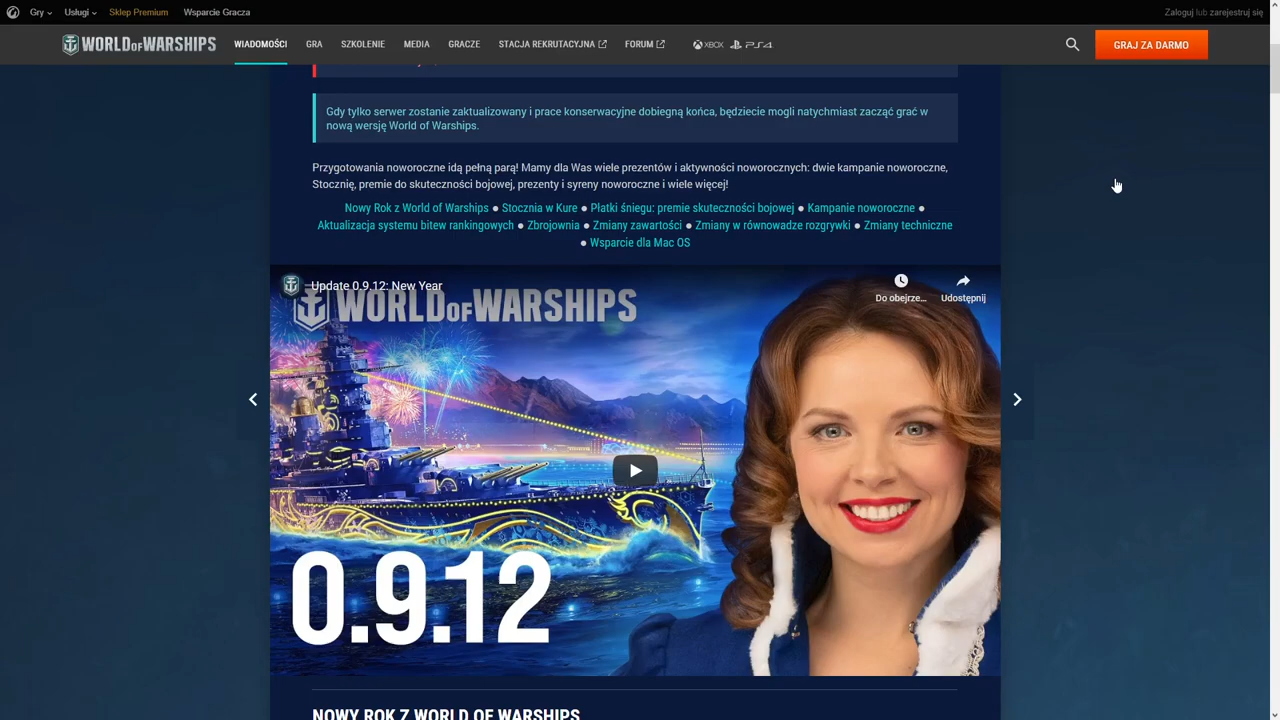 Gry Usługi Sklep Premium Wsparcie Gracza Zaloguj lub zarejestruj się
WORLD OF WARSHIPS WIADOMOŚCI GRA SZKOLENIE MEDIA GRACZE STACJA REKRUTACYJNA FORUM XBOX PS4 GRAJ ZA DARMO
Gdy tylko serwer zostanie zaktualizowany i prace konserwacyjne dobiegną końca, będziecie mogli natychmiast zacząć grać w
nową wersję World of Warships.
Przygotowania noworoczne idą pełną parą! Mamy dla Was wiele prezentów i aktywności noworocznych: dwie kampanie noworoczne,
Stocznię, premie do skuteczności bojowej, prezenty i syreny noworoczne i wiele więcej!
Nowy Rok z World of Warships ● Stocznia w Kure ● Płatki śniegu: premie skuteczności bojowej ● Kampanie noworoczne ●
Aktualizacja systemu bitew rankingowych ● Zbrojownia ● Zmiany zawartości ● Zmiany w równowadze rozgrywki ● Zmiany techniczne
● Wsparcie dla Mac OS
Update 0.9.12: New Year
Do obejrze... Udostępnij
WORLD OF WARSHIPS
0.9.12
NOWY ROK Z WORLD OF WARSHIPS